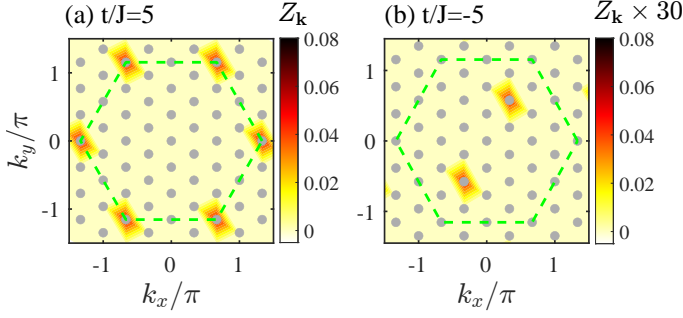 (a) t/J=5 Z_k (b) t/J=-5 Z_k × 30
0.08 0.08
1 1
0.06 0.06
k_y/π 0 0.04 0 0.04
0.02 0.02
-1 -1
0 0
-1 0 1 -1 0 1
k_x/π k_x/π